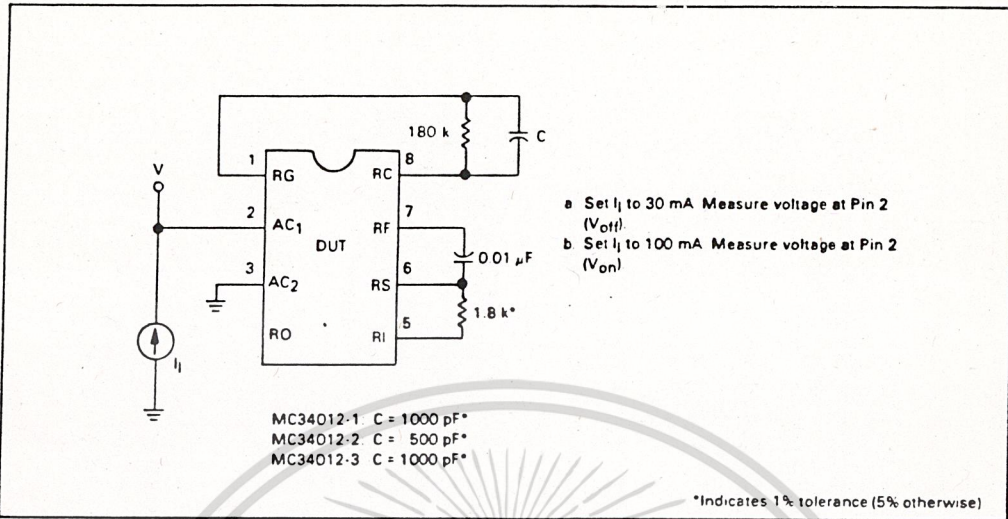 180 k
C
V
1
RG
8
RC
2
AC1
7
RF
DUT
0.01 µF
3
AC2
6
RS
1.8 k*
RO
5
RI
II
a Set II to 30 mA Measure voltage at Pin 2
(Voff).
b. Set II to 100 mA Measure voltage at Pin 2
(Von)
MC34012-1. C = 1000 pF*
MC34012-2. C = 500 pF*
MC34012-3 C = 1000 pF*
*Indicates 1% tolerance (5% otherwise)